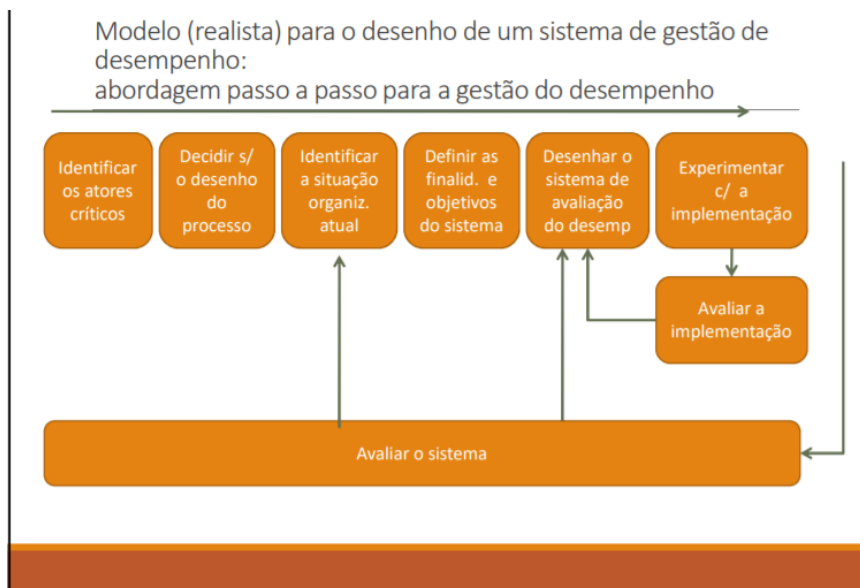 Modelo (realista) para o desenho de um sistema de gestão de
desempenho:
abordagem passo a passo para a gestão do desempenho
Identificar
os atores
críticos
Decidir s/
o desenho
do
processo
Identificar
a situação
organiz.
atual
Definir as
finalid. e
objetivos
do sistema
Desenhar o
sistema de
avaliação
do desemp
Experimentar
c/ a
implementação
Avaliar a
implementação
Avaliar o sistema